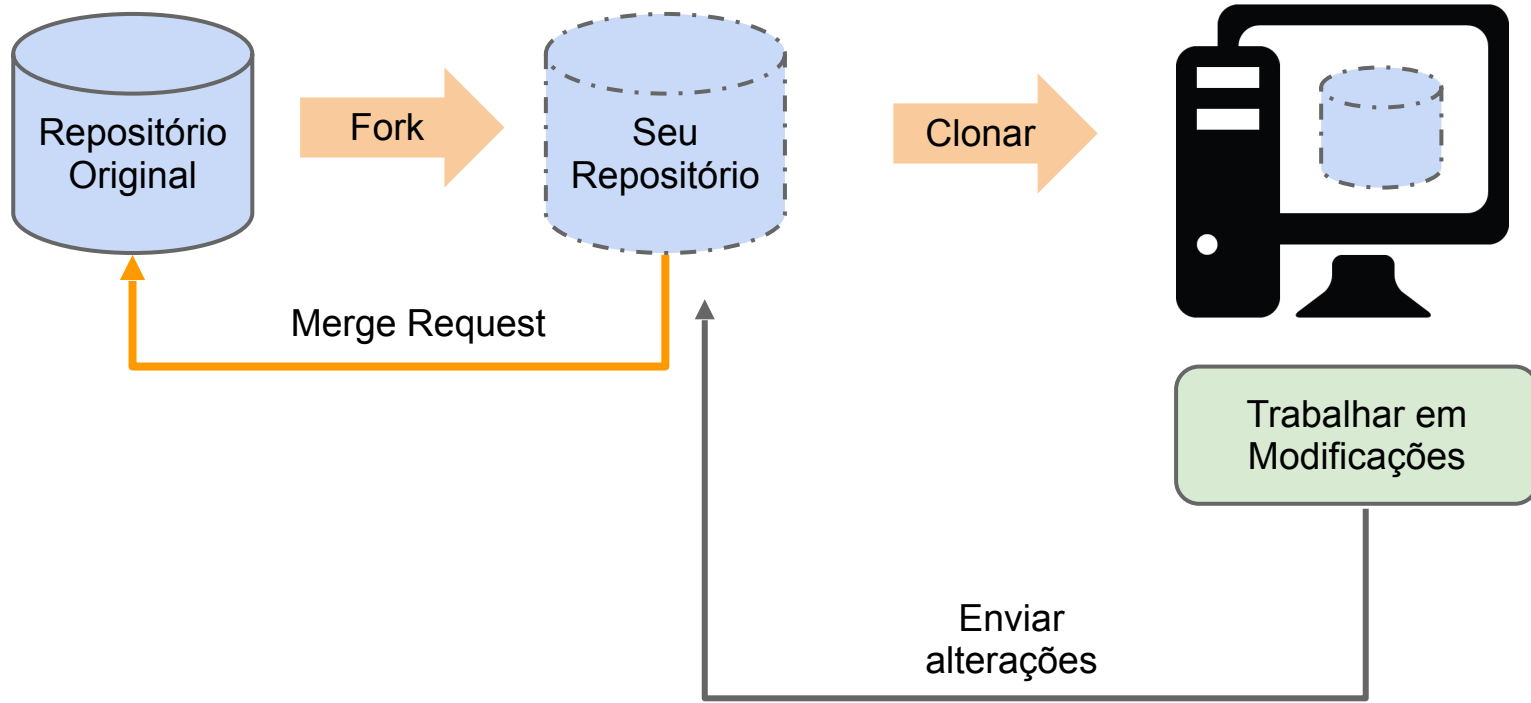 Repositório
Original
Fork
Seu
Repositório
Clonar
Merge Request
Trabalhar em
Modificações
Enviar
alterações